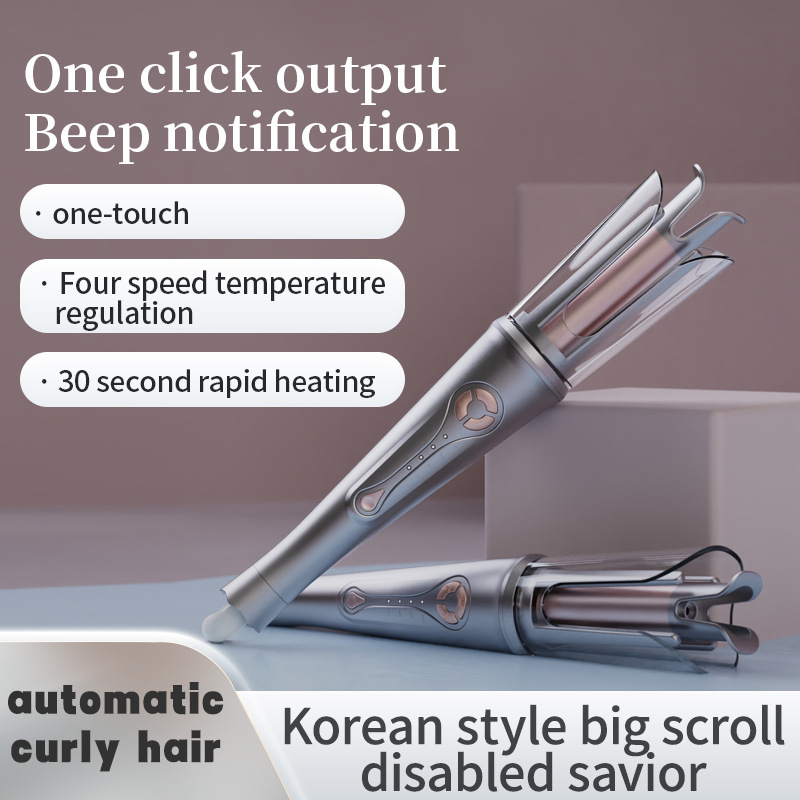 One click output
Beep notification
· one-touch
· Four speed temperature
regulation
· 30 second rapid heating
automatic
curly hair
Korean style big scroll
disabled savior